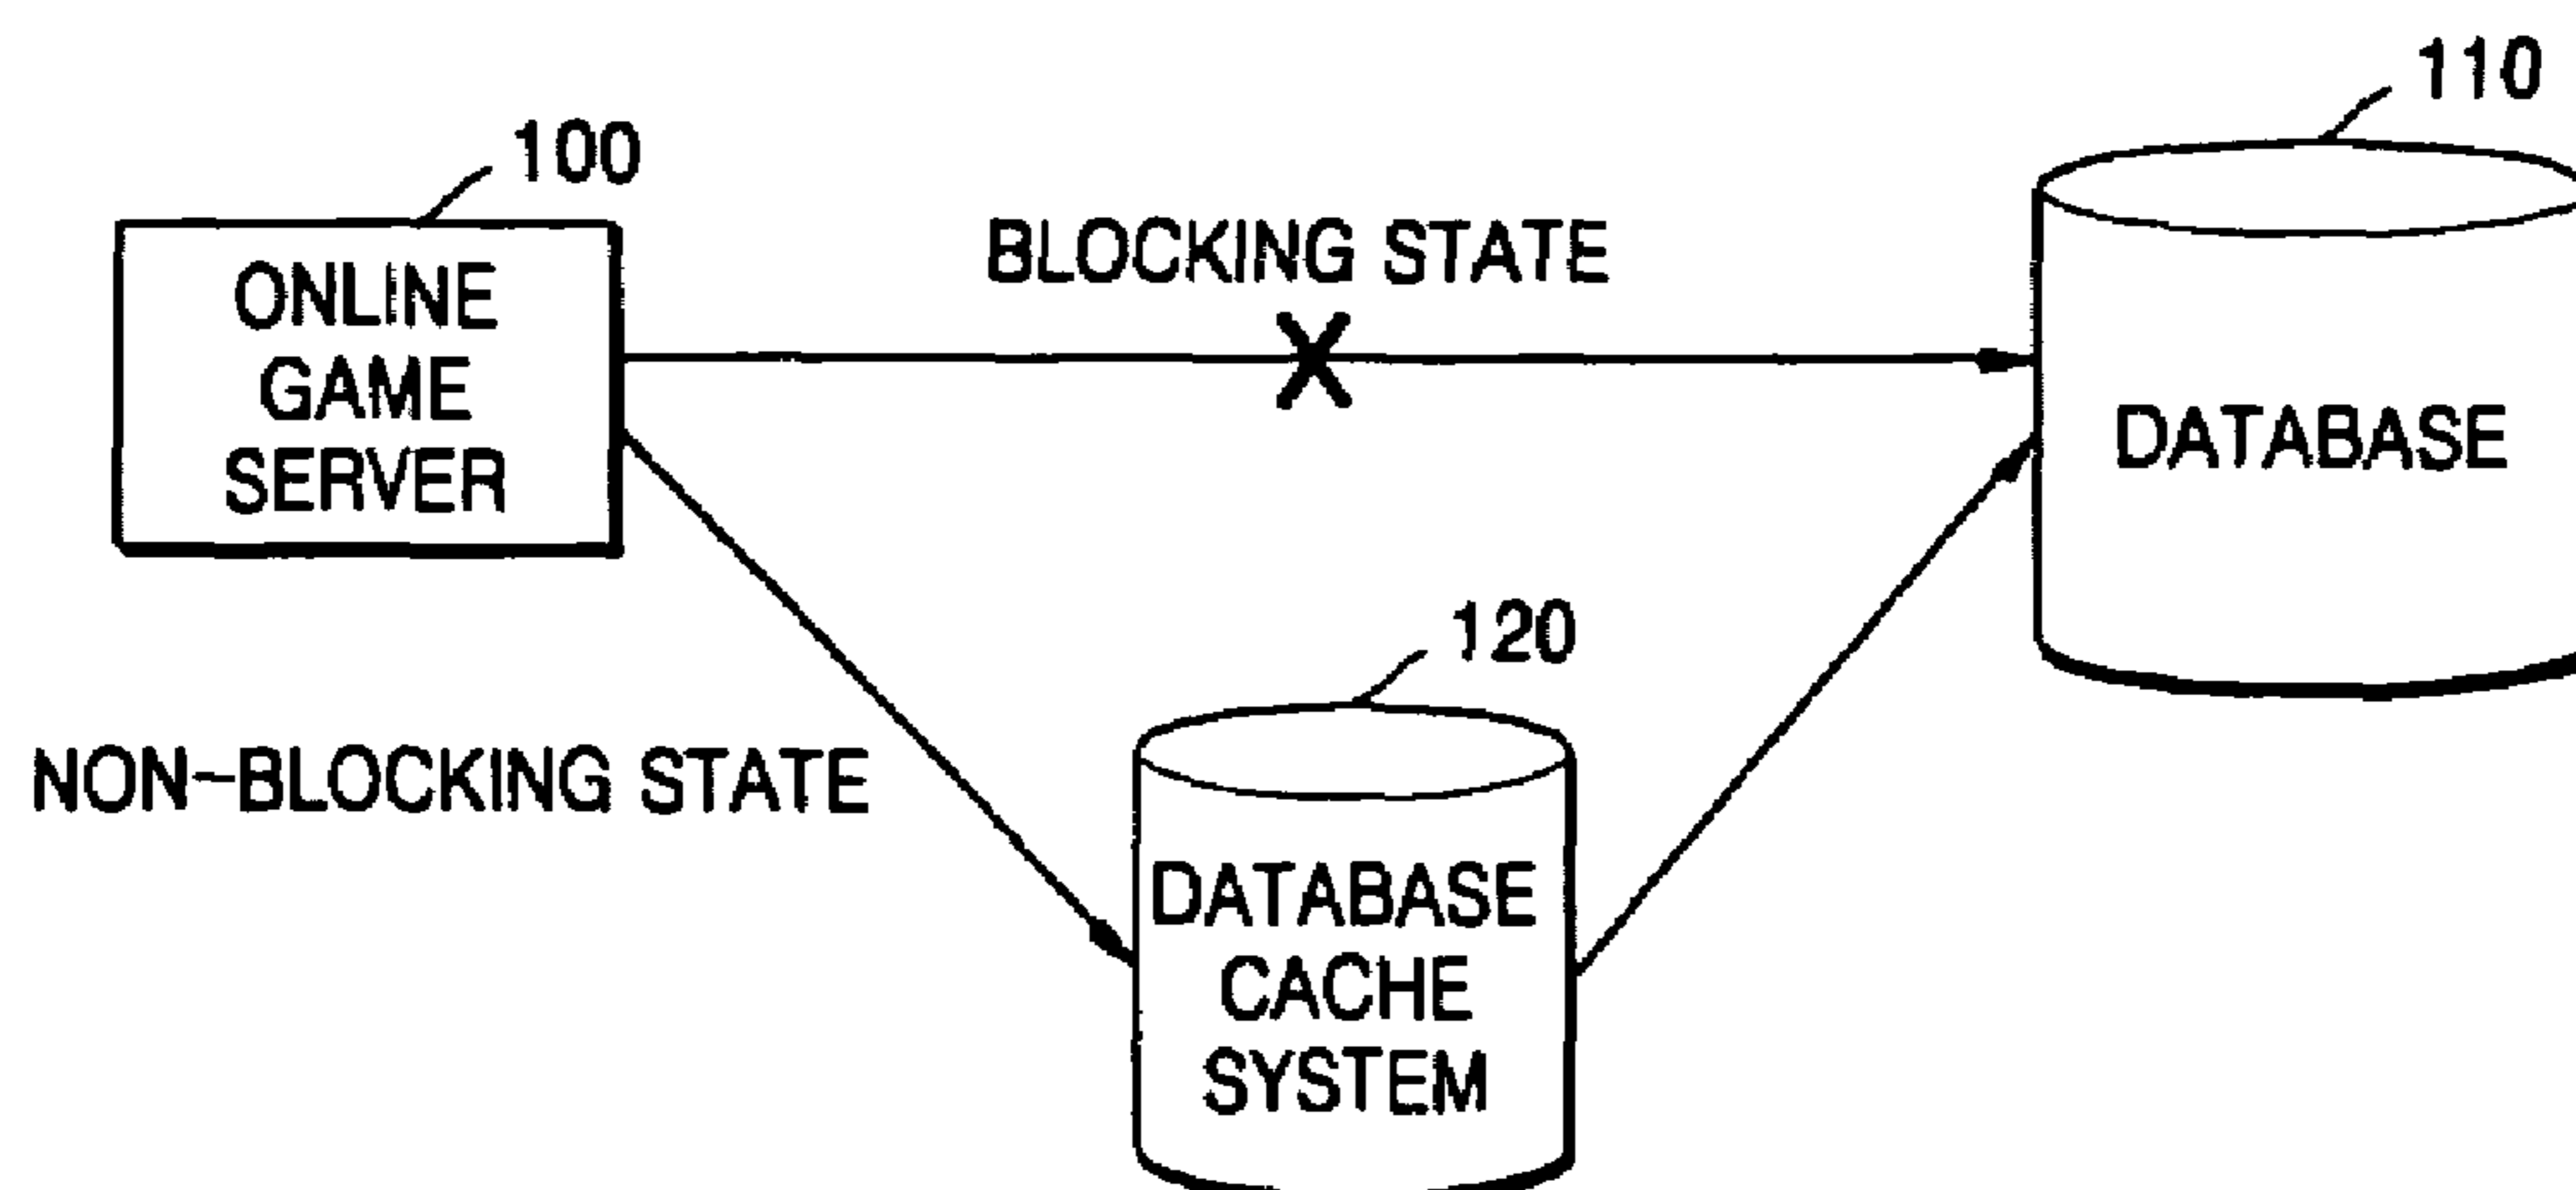 110
100
BLOCKING STATE
ONLINE
GAME
SERVER
X
DATABASE
120
NON-BLOCKING STATE
DATABASE
CACHE
SYSTEM